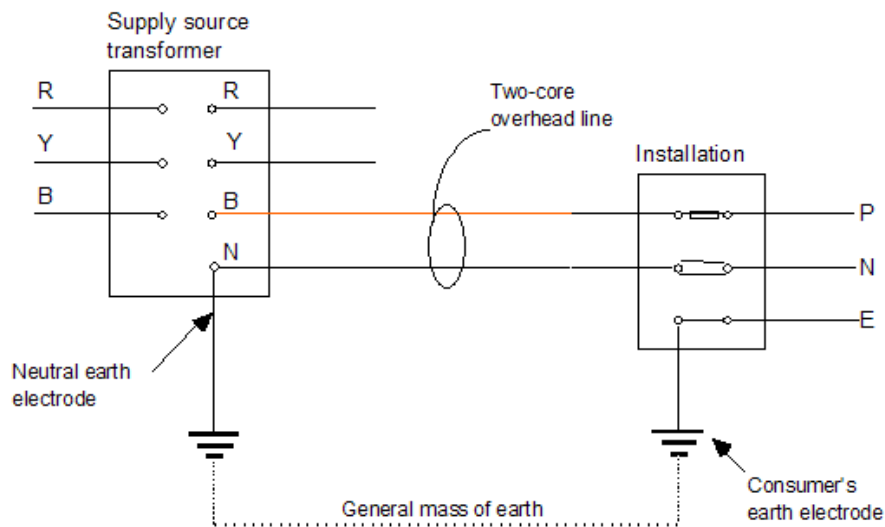 Supply source
transformer
R
R
Y
Y
B
B
N
Two-core
overhead line
Installation
P
N
E
Neutral earth
electrode
Consumer's
earth electrode
General mass of earth